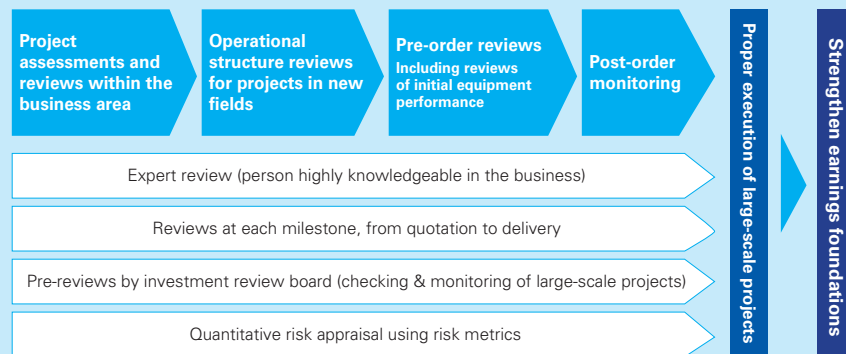 Project
assessments and
reviews within the
business area
Operational
structure reviews
for projects in new
fields
Pre-order reviews
Including reviews
of initial equipment
performance
Post-order
monitoring
Expert review (person highly knowledgeable in the business)
Reviews at each milestone, from quotation to delivery
Pre-reviews by investment review board (checking & monitoring of large-scale projects)
Quantitative risk appraisal using risk metrics
Proper execution of large-scale projects
Strengthen earnings foundations